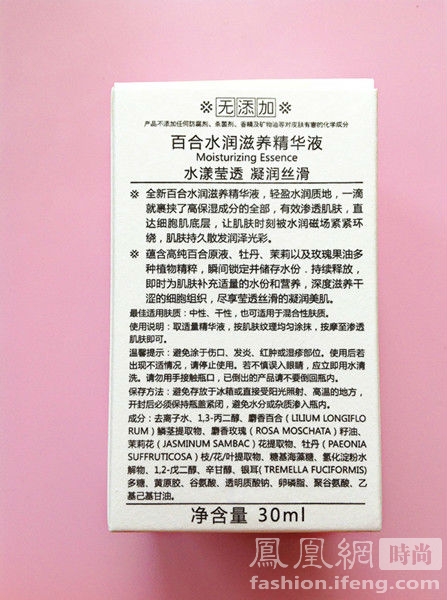 ※无添加※
产品不添加任何防腐剂、杀菌剂、香精及矿物油等对皮肤有害的化学成分
百合水润滋养精华液
Moisturizing Essence
水漾莹透 凝润丝滑
※ 全新百合水润滋养精华液，轻盈水润质地，一滴
就裹挟了高保湿成分的全部，有效渗透肌肤，直
达细胞肌底层，让肌肤时刻被水润磁场紧紧环
绕，肌肤持久散发润泽光彩。
※ 蕴含高纯百合原液、牡丹、茉莉以及玫瑰果油多
种植物精粹，瞬间锁定并储存水份．持续释放，
即时为肌肤补充适量的水份和营养，深度滋养干
涩的细胞组织，尽享莹透丝滑的凝润美肌。
最佳适用肤质：中性、干性，也可适用于混合性肤质。
使用说明：取适量精华液，按肌肤纹理均匀涂抹，按摩至渗透
肌肤即可。
温馨提示：避免涂于伤口、发炎、红肿或湿疹部位。使用后若
出现不适情况，请停止使用。若不慎误入眼睛，应立即用水清
洗。请勿用手接触瓶口，已倒出的产品请不要倒回瓶内。
保存方法：避免存放于冰箱或直接受阳光照射、高温的地方，
开封后必须保持瓶盖紧闭，避免水分或杂质渗入瓶内。
成分：去离子水、1,3-丙二醇、麝香百合(LILIUM LONGIFLO
RUM)鳞茎提取物、麝香玫瑰(ROSA MOSCHATA)籽油、
茉莉花(JASMINUM SAMBAC)花提取物、牡丹(PAEONIA
SUFFRUTICOSA)枝/花/叶提取物、糖基海藻糖、氢化淀粉水
解物、1,2-戊二醇、辛甘醇、银耳(TREMELLA FUCIFORMIS)
多糖、黄原胶、谷氨酸、透明质酸钠、卵磷脂、聚谷氨酸、乙
基己基甘油。
净含量 30ml
鳳凰網 時尚
fashion.ifeng.com